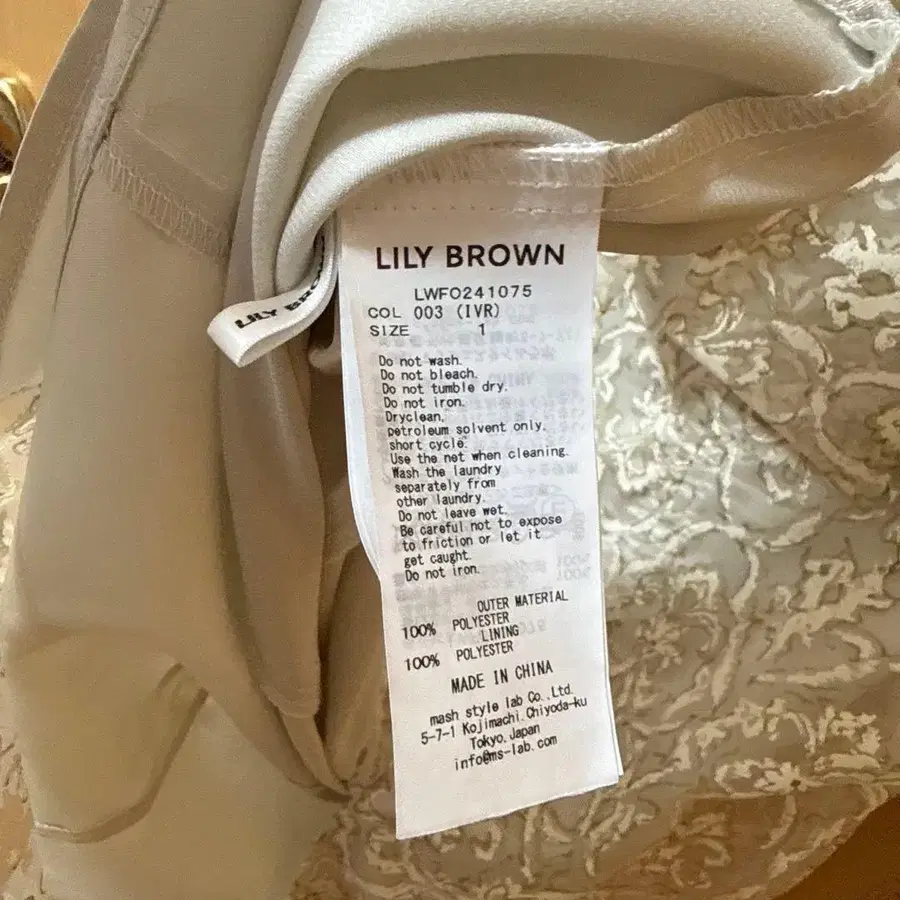 LILY BROWN
LWFO241075
COL 003 (IVR)
SIZE 1
Do not wash.
Do not bleach.
Do not tumble dry.
Do not iron.
Dryclean,
petroleum solvent only,
short cycle.
Use the net when cleaning.
Wash the laundry
separately from
other laundry.
Do not leave wet.
Be careful not to expose
to friction or let it
get caught.
Do not iron.
OUTER MATERIAL
100% POLYESTER
LINING
100% POLYESTER
MADE IN CHINA
mash style lab Co., Ltd.
5-7-1 Kojimachi, Chiyoda-ku
Tokyo, Japan
info@ms-lab.com
LILY BRO